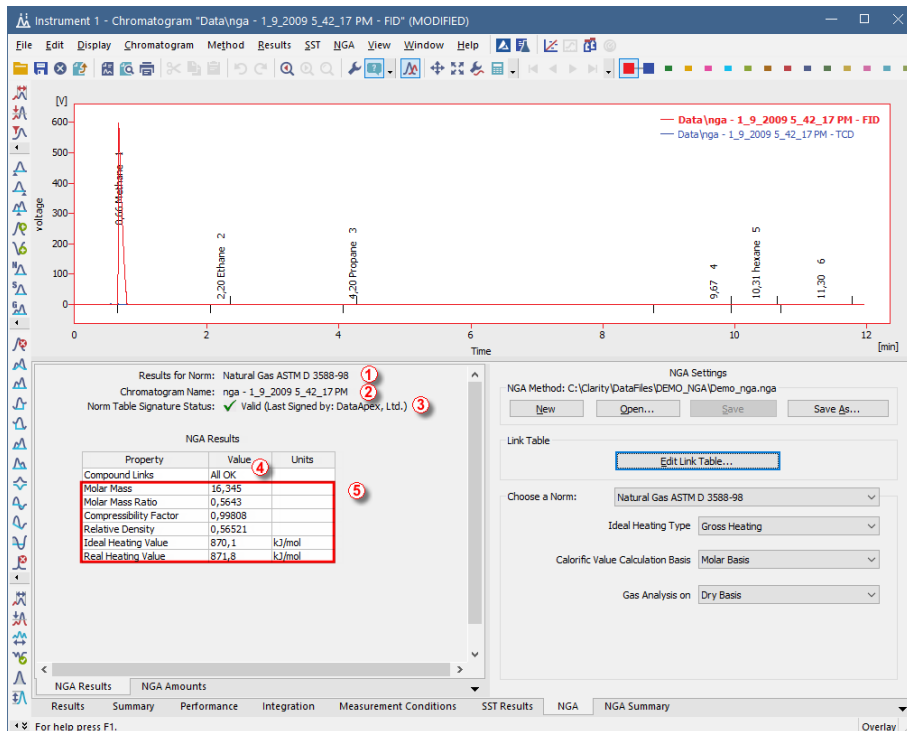 Instrument 1 - Chromatogram "Data\nga - 1_9_2009 5_42_17 PM - FID" (MODIFIED)
File Edit Display Chromatogram Method Results SST NGA View Window Help
[V]
600
500
400
300
200
100
0
voltage
Data\nga - 1_9_2009 5_42_17 PM - FID
Data\nga - 1_9_2009 5_42_17 PM - TCD
0,66 Methane
2,20 Ethane 2
4,20 Propane 3
9,67 4
10,31 hexane 5
11,30 6
0 2 4 6 8 10 12
Time
[min]
Results for Norm: Natural Gas ASTM D 3588-98 1
Chromatogram Name: nga - 1_9_2009 5_42_17 PM 2
Norm Table Signature Status: Valid (Last Signed by: DataApex, Ltd.) 3
NGA Results
Property Value Units
4
Compound Links All OK
5
Molar Mass 16,345
Molar Mass Ratio 0,5643
Compressibility Factor 0,99808
Relative Density 0,56521
Ideal Heating Value 870,1 kJ/mol
Real Heating Value 871,8 kJ/mol
NGA Results NGA Amounts
NGA Settings
NGA Method: C:\Clarity\DataFiles\DEMO_NGA\Demo_nga.nga
New Open... Save Save As...
Link Table
Edit Link Table...
Choose a Norm: Natural Gas ASTM D 3588-98
Ideal Heating Type Gross Heating
Calorific Value Calculation Basis Molar Basis
Gas Analysis on Dry Basis
Results Summary Performance Integration Measurement Conditions SST Results NGA NGA Summary
For help press F1.
Overlay